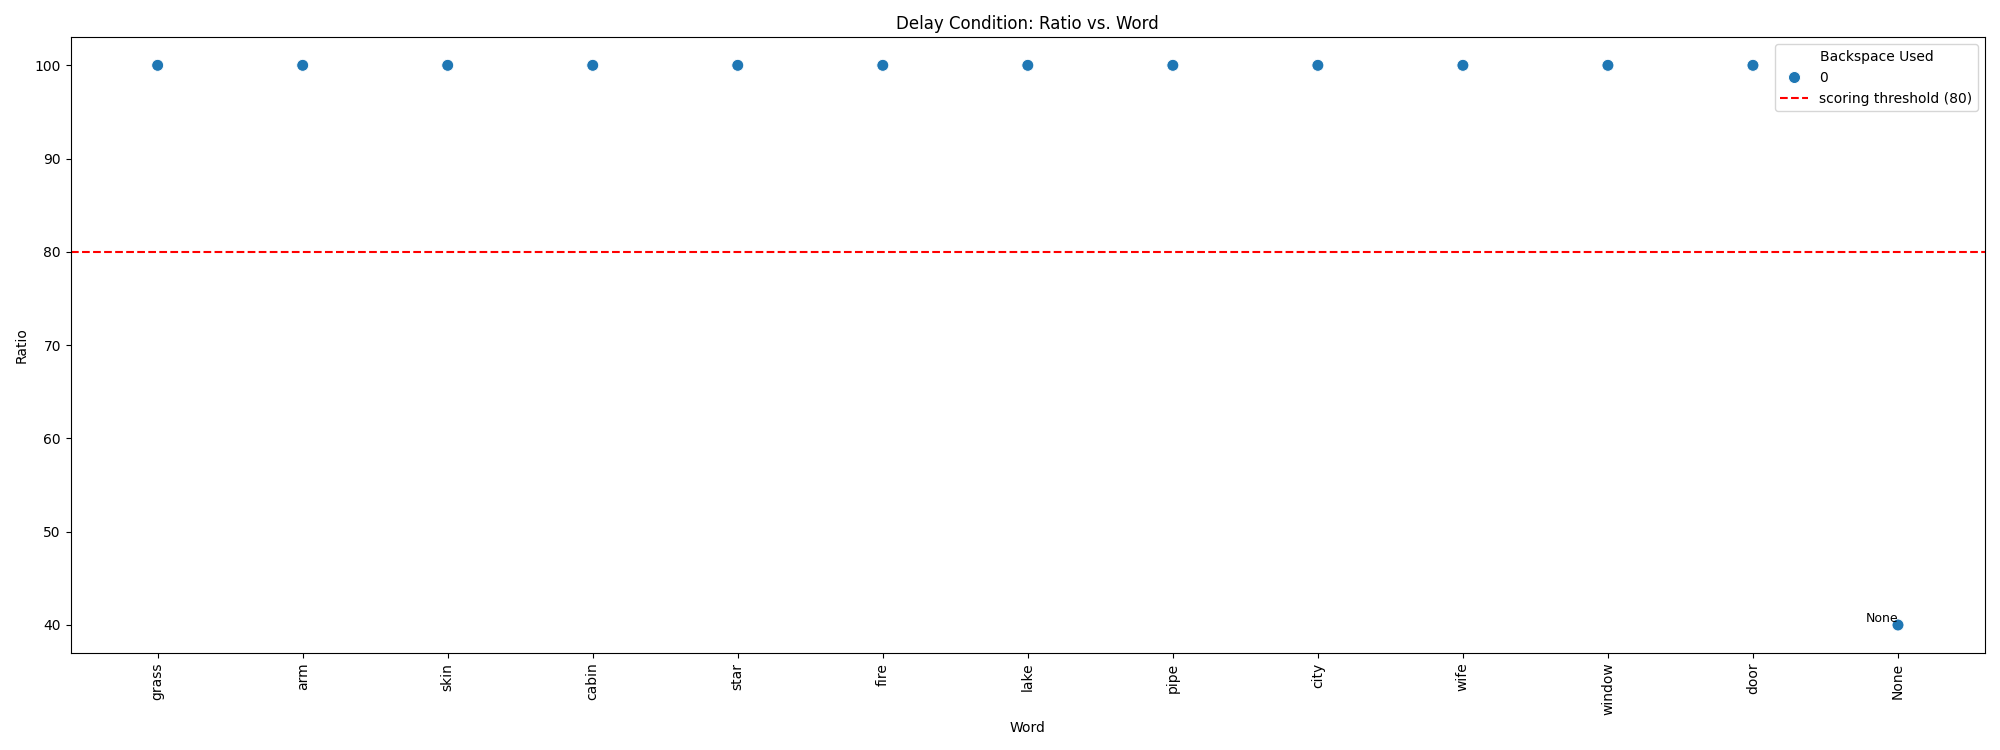 Delay Condition: Ratio vs. Word
Backspace Used
0
scoring threshold (80)
100
90
80
70
60
50
40
Ratio
None
grass
arm
skin
cabin
star
fire
lake
pipe
city
wife
window
door
None
Word